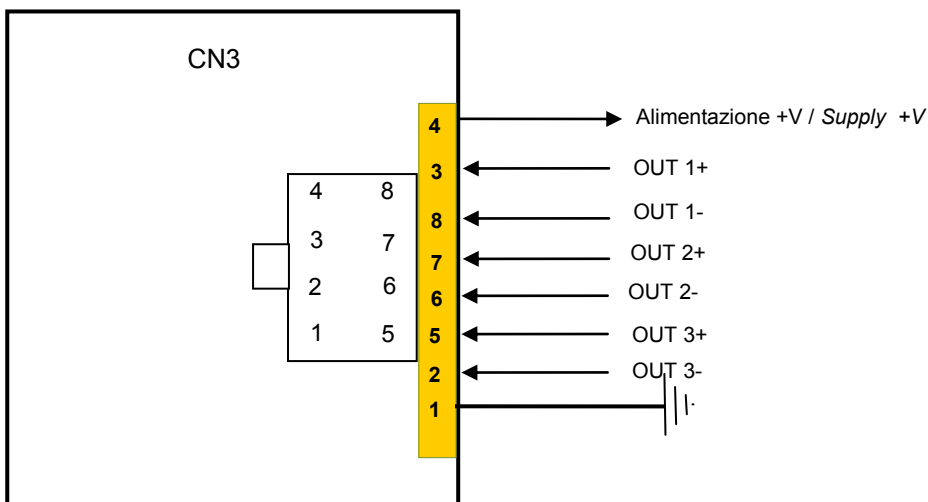 CN3
4 Alimentazione +V / Supply +V
3 OUT 1+
8 OUT 1-
7 OUT 2+
6 OUT 2-
5 OUT 3+
2 OUT 3-
1
4 8
3 7
2 6
1 5